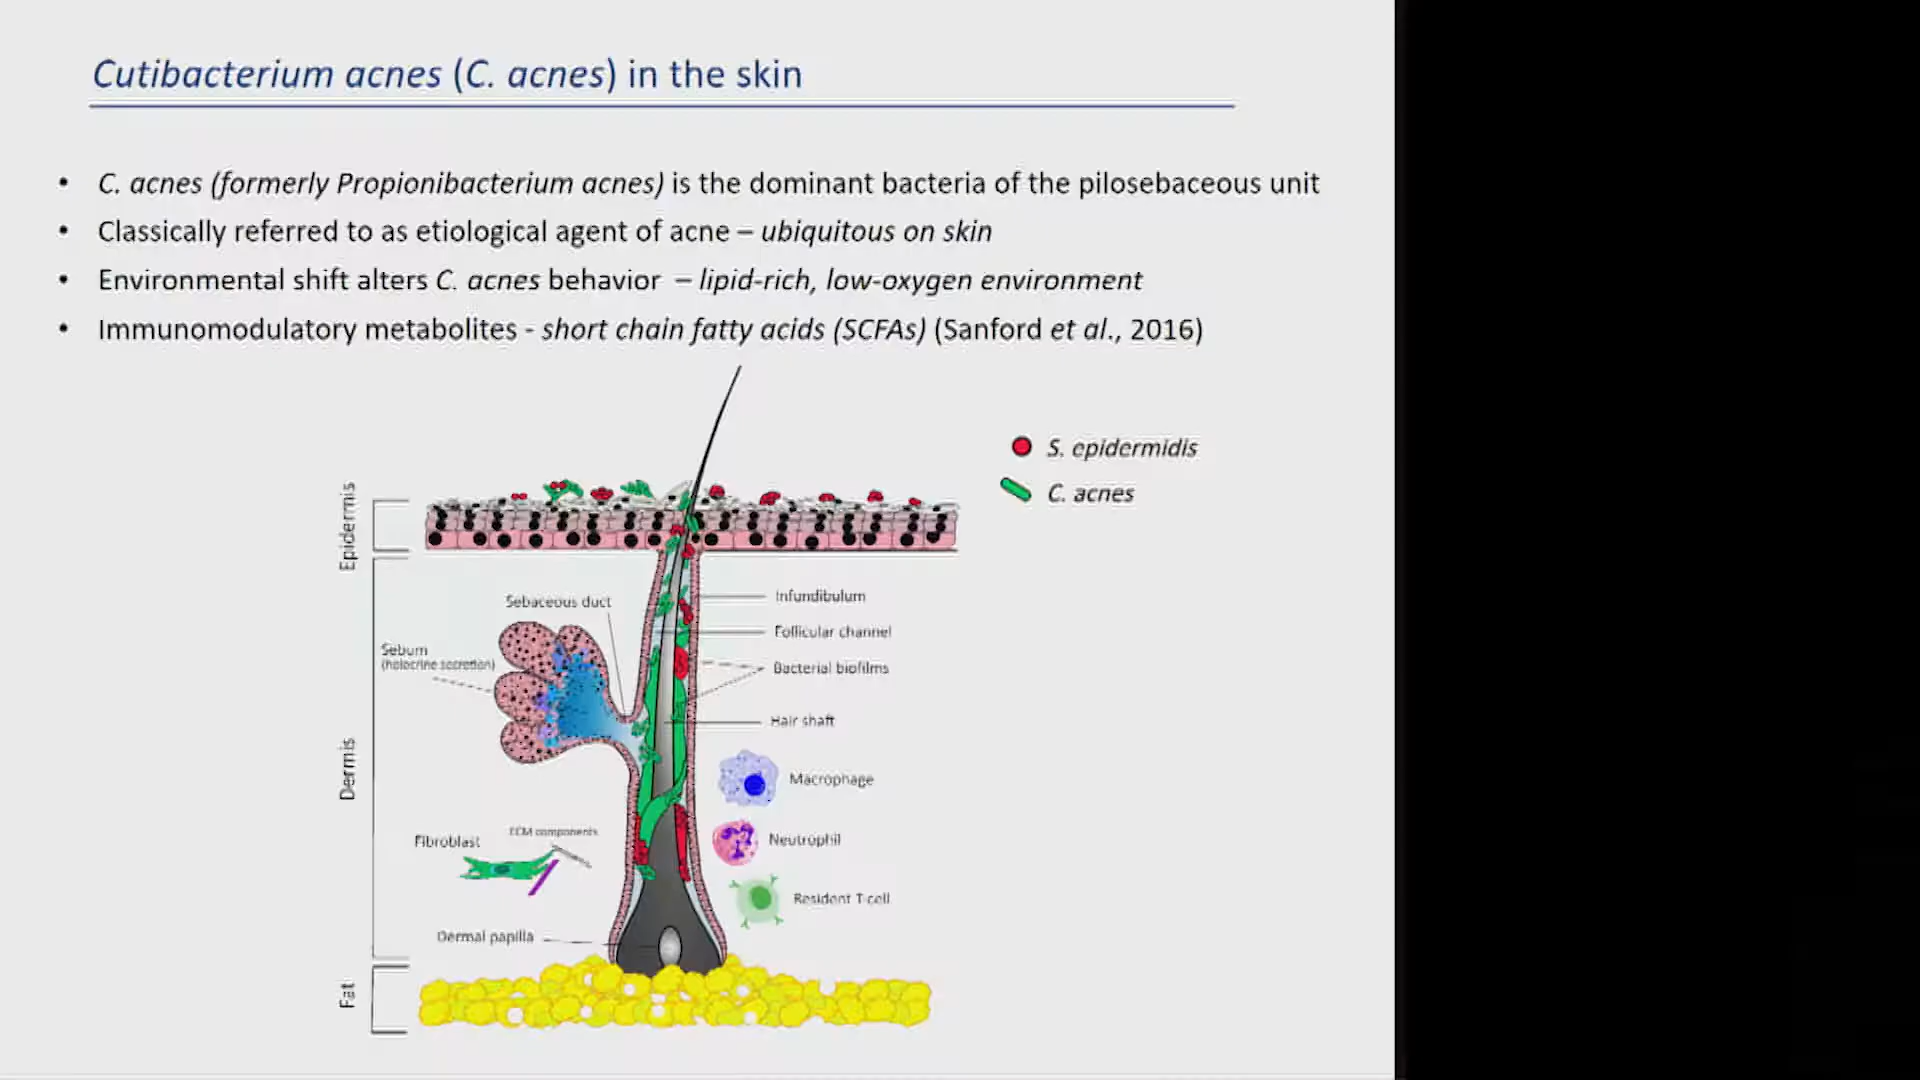 Cutibacterium acnes (C. acnes) in the skin
• C. acnes (formerly Propionibacterium acnes) is the dominant bacteria of the pilosebaceous unit
• Classically referred to as etiological agent of acne – ubiquitous on skin
• Environmental shift alters C. acnes behavior – lipid-rich, low-oxygen environment
• Immunomodulatory metabolites - short chain fatty acids (SCFAs) (Sanford et al., 2016)
S. epidermidis
C. acnes
Epidermis
Sebaceous duct
Infundibulum
Follicular channel
Sebum
(holocrine secretion)
Bacterial biofilms
Hair shaft
Dermis
Macrophage
Fibroblast
ECM components
Neutrophil
Resident T-cell
Dermal papilla
Fat